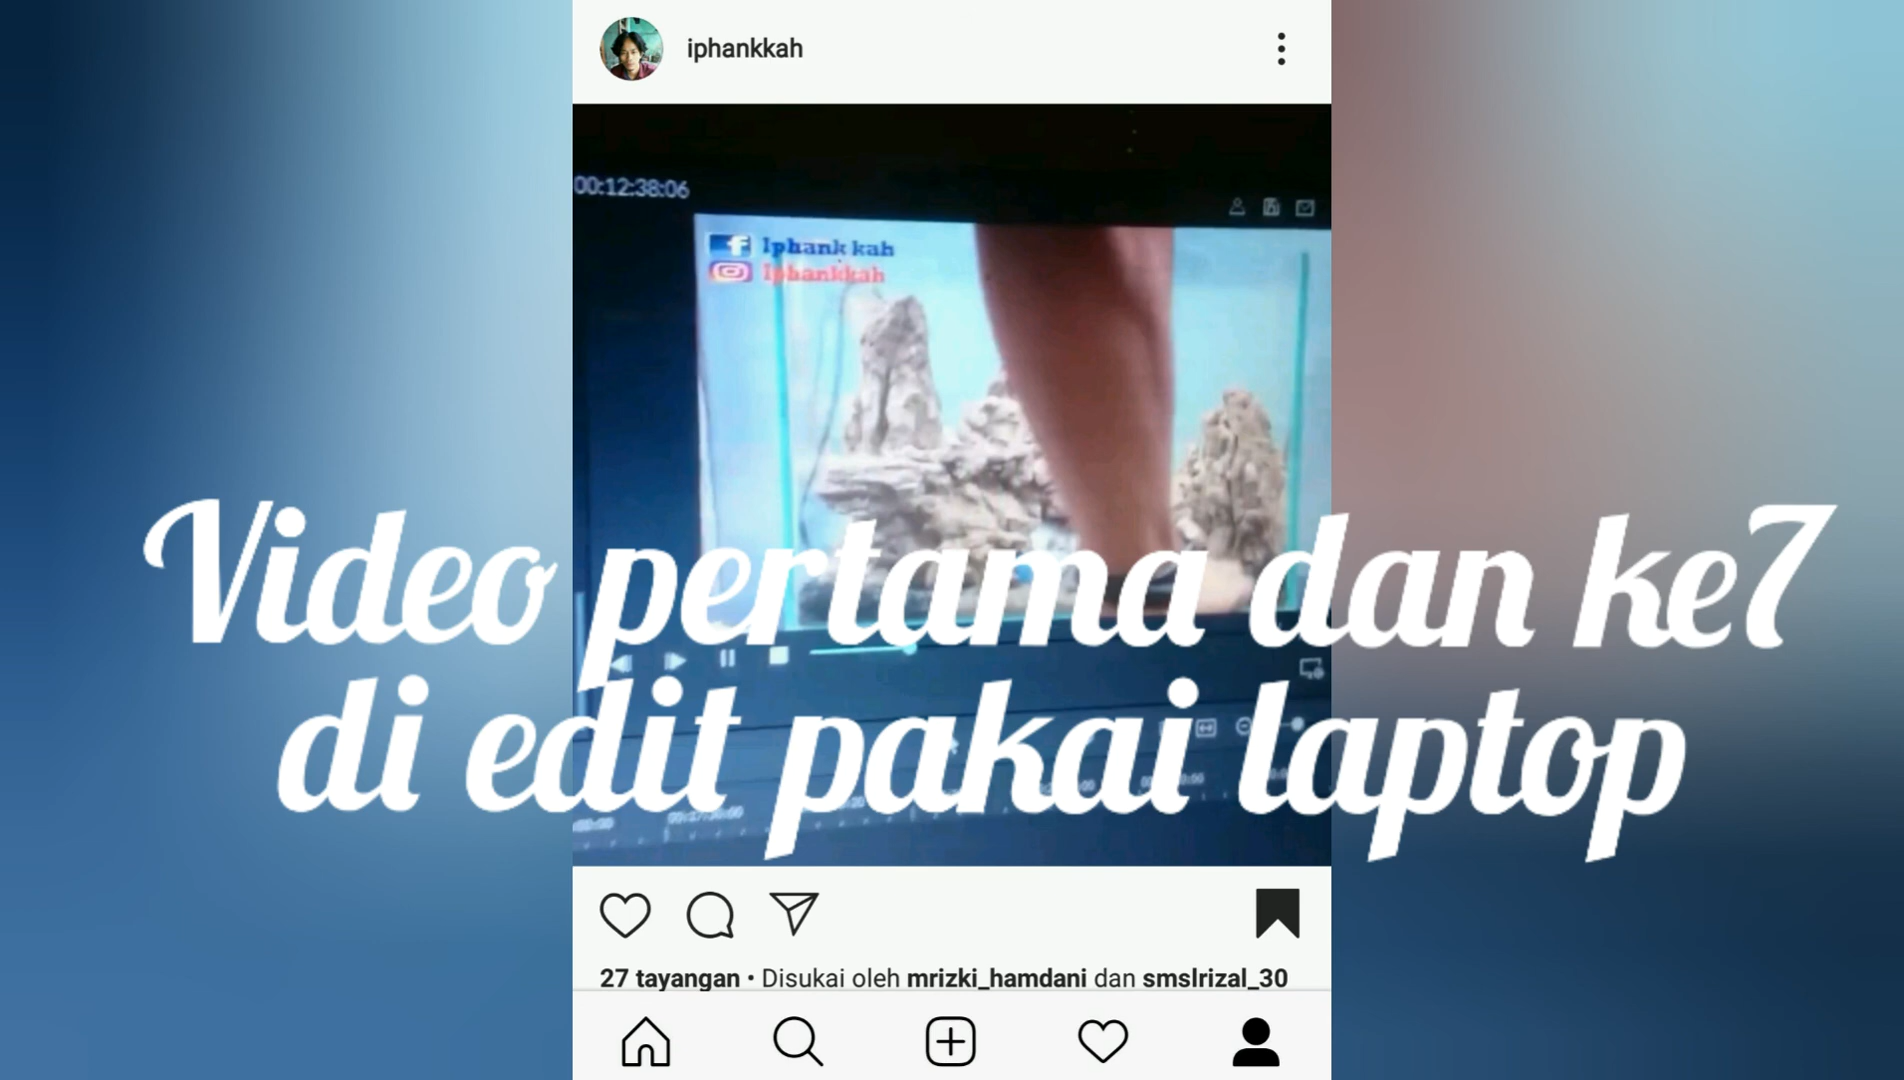 iphankkah
00:12:38:06
Iphank kah
Iphankkah
Video pertama dan ke7
di edit pakai laptop
27 tayangan • Disukai oleh mrizki_hamdani dan smslrizal_30